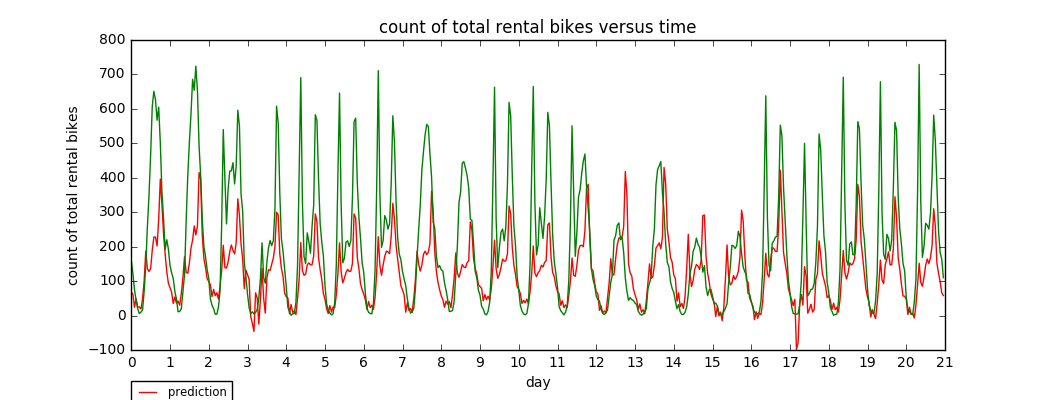 count of total rental bikes versus time
count of total rental bikes
800
700
600
500
400
300
200
100
0
−100
0 1 2 3 4 5 6 7 8 9 10 11 12 13 14 15 16 17 18 19 20 21
day
prediction